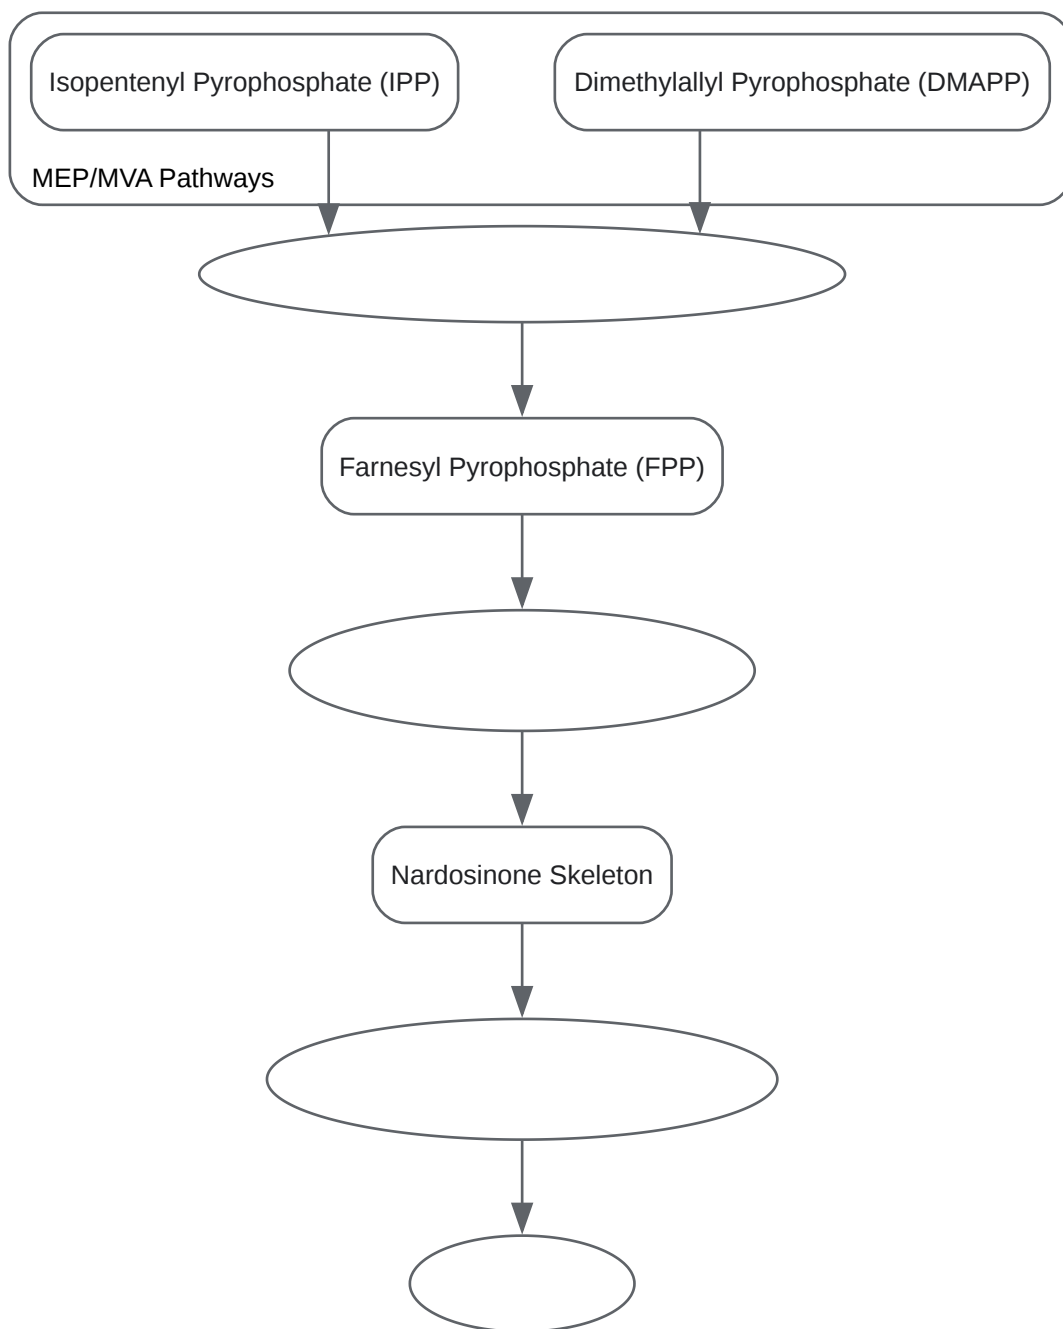 Isopentenyl Pyrophosphate (IPP)
Dimethylallyl Pyrophosphate (DMAPP)
MEP/MVA Pathways
Farnesyl Pyrophosphate (FPP)
Nardosinone Skeleton